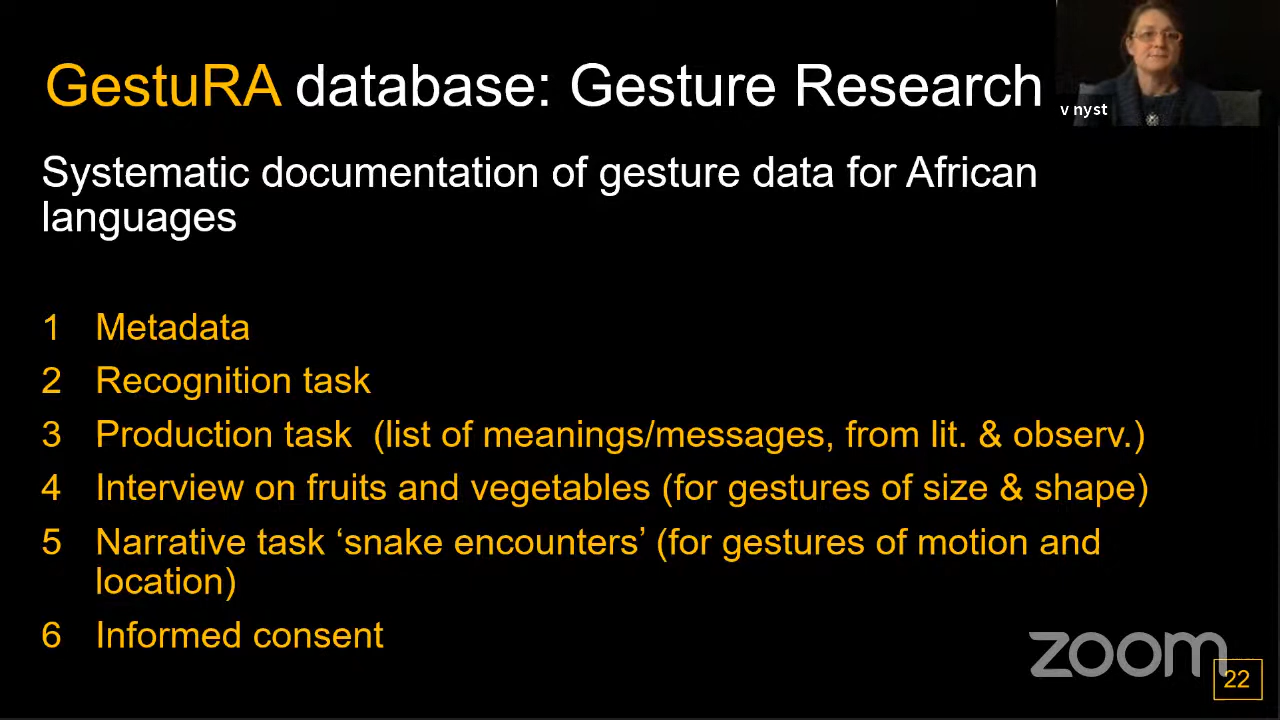 GestuRA database: Gesture Research
v nyst
Systematic documentation of gesture data for African
languages
1 Metadata
2 Recognition task
3 Production task (list of meanings/messages, from lit. & observ.)
4 Interview on fruits and vegetables (for gestures of size & shape)
5 Narrative task ‘snake encounters’ (for gestures of motion and
location)
6 Informed consent
zoom
22